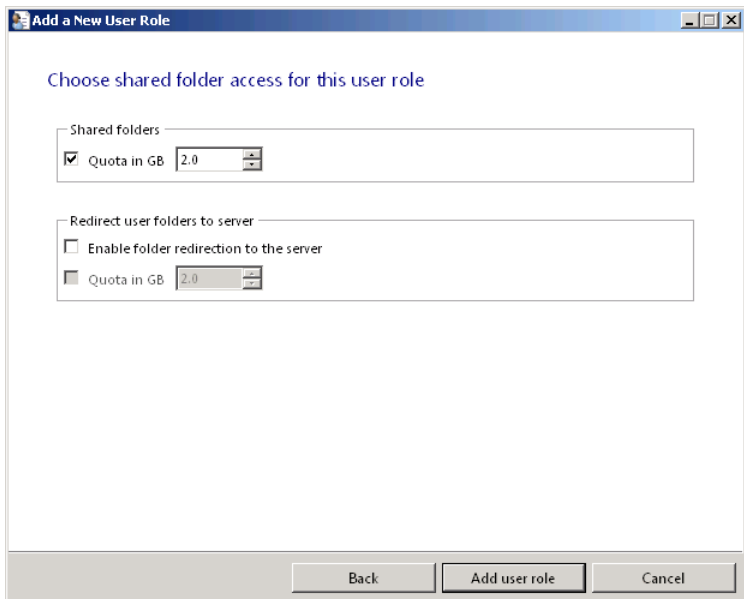 Add a New User Role
Choose shared folder access for this user role
Shared folders
Quota in GB 2.0
Redirect user folders to server
Enable folder redirection to the server
Quota in GB 2.0
Back Add user role Cancel